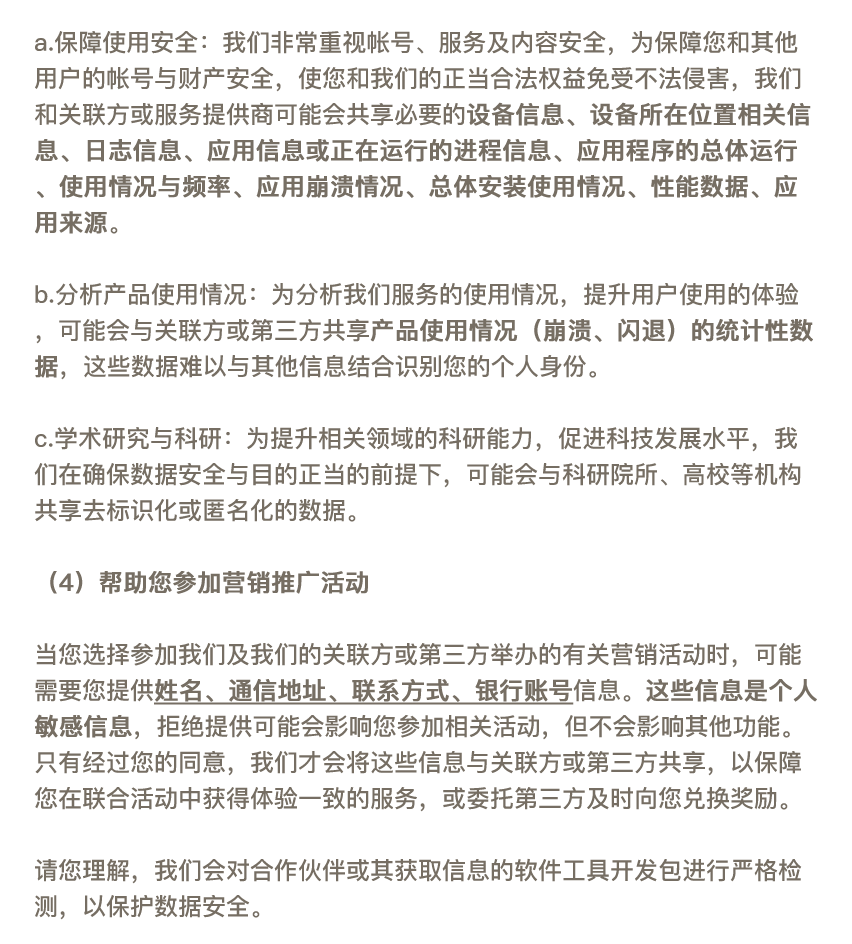 a.保障使用安全：我们非常重视帐号、服务及内容安全，为保障您和其他
用户的帐号与财产安全，使您和我们的正当合法权益免受不法侵害，我们
和关联方或服务提供商可能会共享必要的设备信息、设备所在位置相关信
息、日志信息、应用信息或正在运行的进程信息、应用程序的总体运行
、使用情况与频率、应用崩溃情况、总体安装使用情况、性能数据、应
用来源。
b.分析产品使用情况：为分析我们服务的使用情况，提升用户使用的体验
，可能会与关联方或第三方共享产品使用情况（崩溃、闪退）的统计性数
据，这些数据难以与其他信息结合识别您的个人身份。
c.学术研究与科研：为提升相关领域的科研能力，促进科技发展水平，我
们在确保数据安全与目的正当的前提下，可能会与科研院所、高校等机构
共享去标识化或匿名化的数据。
（4）帮助您参加营销推广活动
当您选择参加我们及我们的关联方或第三方举办的有关营销活动时，可能
需要您提供姓名、通信地址、联系方式、银行账号信息。这些信息是个人
敏感信息，拒绝提供可能会影响您参加相关活动，但不会影响其他功能。
只有经过您的同意，我们才会将这些信息与关联方或第三方共享，以保障
您在联合活动中获得体验一致的服务，或委托第三方及时向您兑换奖励。
请您理解，我们会对合作伙伴或其获取信息的软件工具开发包进行严格检
测，以保护数据安全。